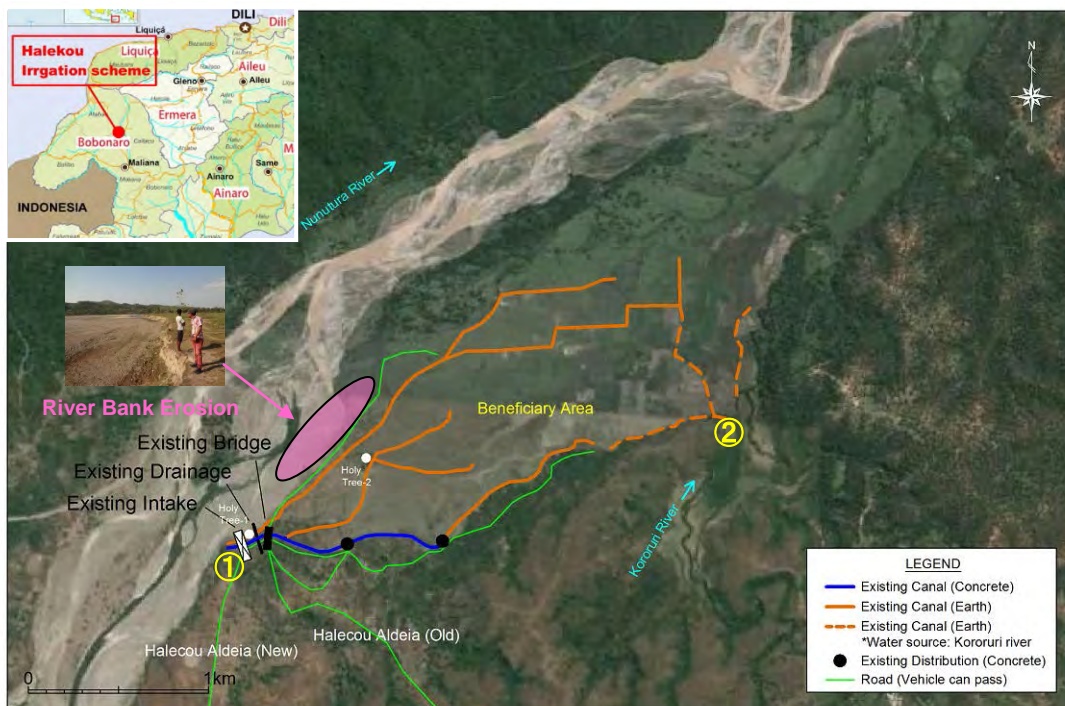 DILI
Dili
Liquiçá
Liquiça
Halekou
Irrgation scheme
Aileu
Aileu
Gleno
Ermera
Ermera
Bobonaro
Maliana
Same
Ainaro
Ainaro
INDONESIA
N
Nunutura River
River Bank Erosion
Existing Bridge
Existing Drainage
Existing Intake
Holy
Tree-1
Holy
Tree-2
Beneficiary Area
①
②
Kororuri River
Halecou Aldeia (Old)
Halecou Aldeia (New)
0
1km
LEGEND
Existing Canal (Concrete)
Existing Canal (Earth)
Existing Canal (Earth)
*Water source: Kororuri river
Existing Distribution (Concrete)
Road (Vehicle can pass)